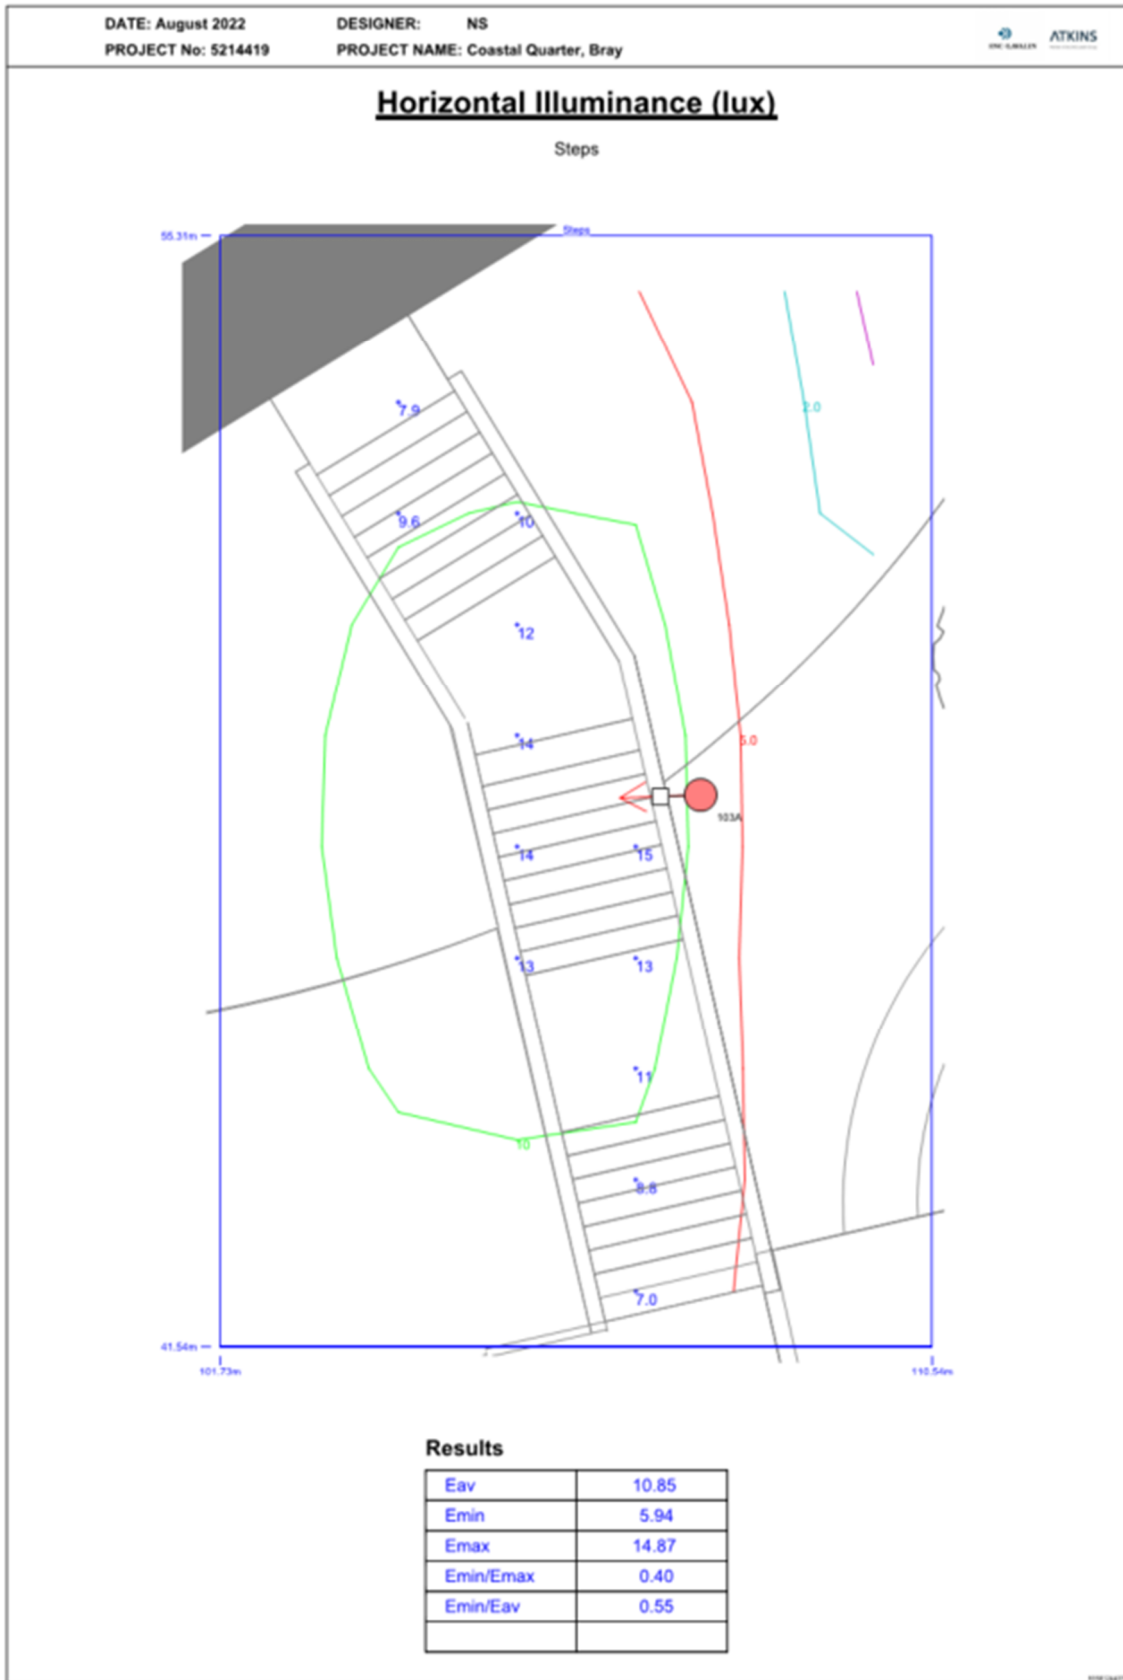 DATE: August 2022 DESIGNER: NS
PROJECT No: 5214419 PROJECT NAME: Coastal Quarter, Bray
SNC·LAVALIN ATKINS
Horizontal Illuminance (lux)
Steps
55.31m
Steps
7.9
2.0
9.6 10
12
14
5.0
103A
14 15
13 13
11
10
8.8
7.0
41.54m
101.73m 110.54m
Results
Eav 10.85
Emin 5.94
Emax 14.87
Emin/Emax 0.40
Emin/Eav 0.55